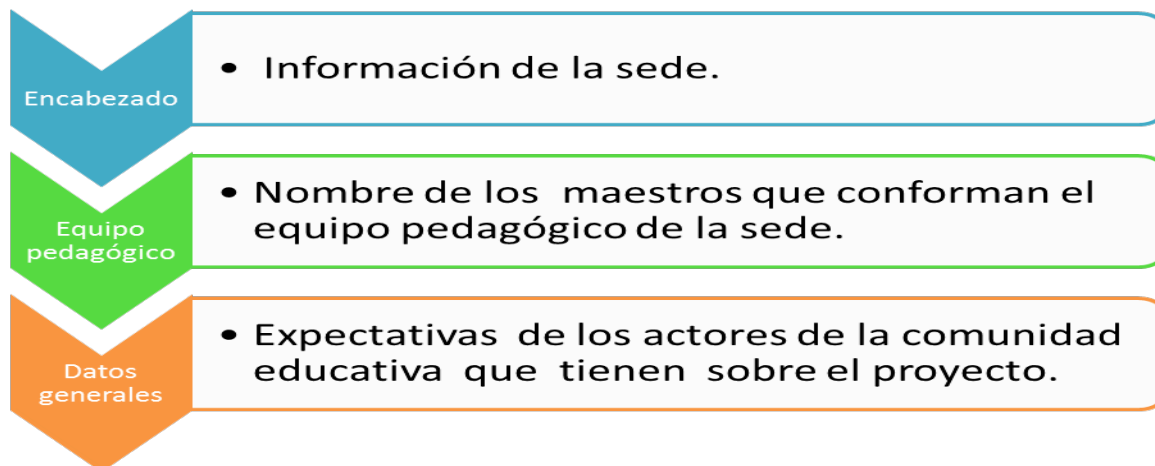 Encabezado
• Información de la sede.
Equipo
pedagógico
• Nombre de los maestros que conforman el
equipo pedagógico de la sede.
Datos
generales
• Expectativas de los actores de la comunidad
educativa que tienen sobre el proyecto.